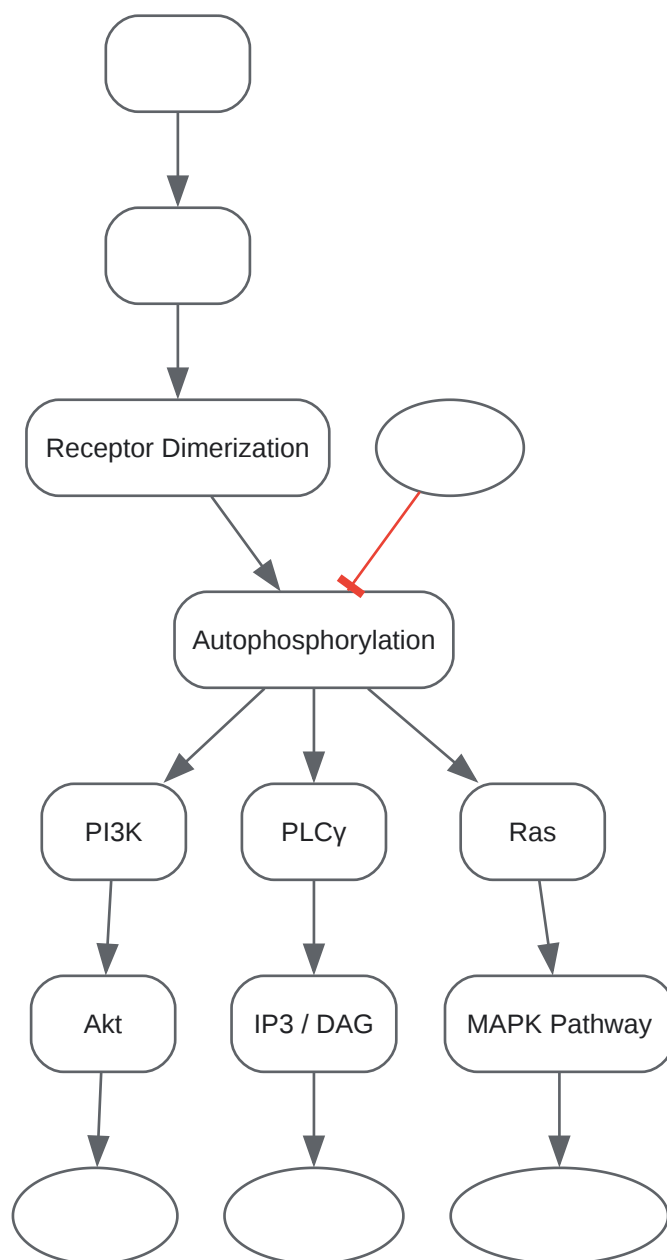 Receptor Dimerization
Autophosphorylation
PI3K
PLCγ
Ras
Akt
IP3 / DAG
MAPK Pathway